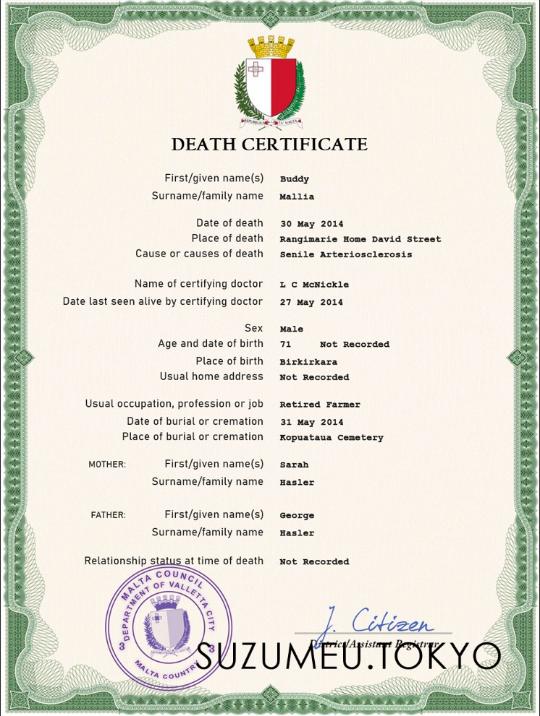 DEATH CERTIFICATE
First/given name(s) Buddy
Surname/family name Mallia
Date of death 30 May 2014
Place of death Rangimarie Home David Street
Cause or causes of death Senile Arteriosclerosis
Name of certifying doctor L C McNickle
Date last seen alive by certifying doctor 27 May 2014
Sex Male
Age and date of birth 71 Not Recorded
Place of birth Birkirkara
Usual home address Not Recorded
Usual occupation, profession or job Retired Farmer
Date of burial or cremation 31 May 2014
Place of burial or cremation Kopuataua Cemetery
MOTHER: First/given name(s) Sarah
Surname/family name Hasler
FATHER: First/given name(s) George
Surname/family name Hasler
Relationship status at time of death Not Recorded
MALTA COUNCIL
DEPARTMENT OF VALLETTA CITY
3 3
MALTA COUNTRY
J. Citizen
District/Assistant Registrar
SUZUMEU.TOKYO